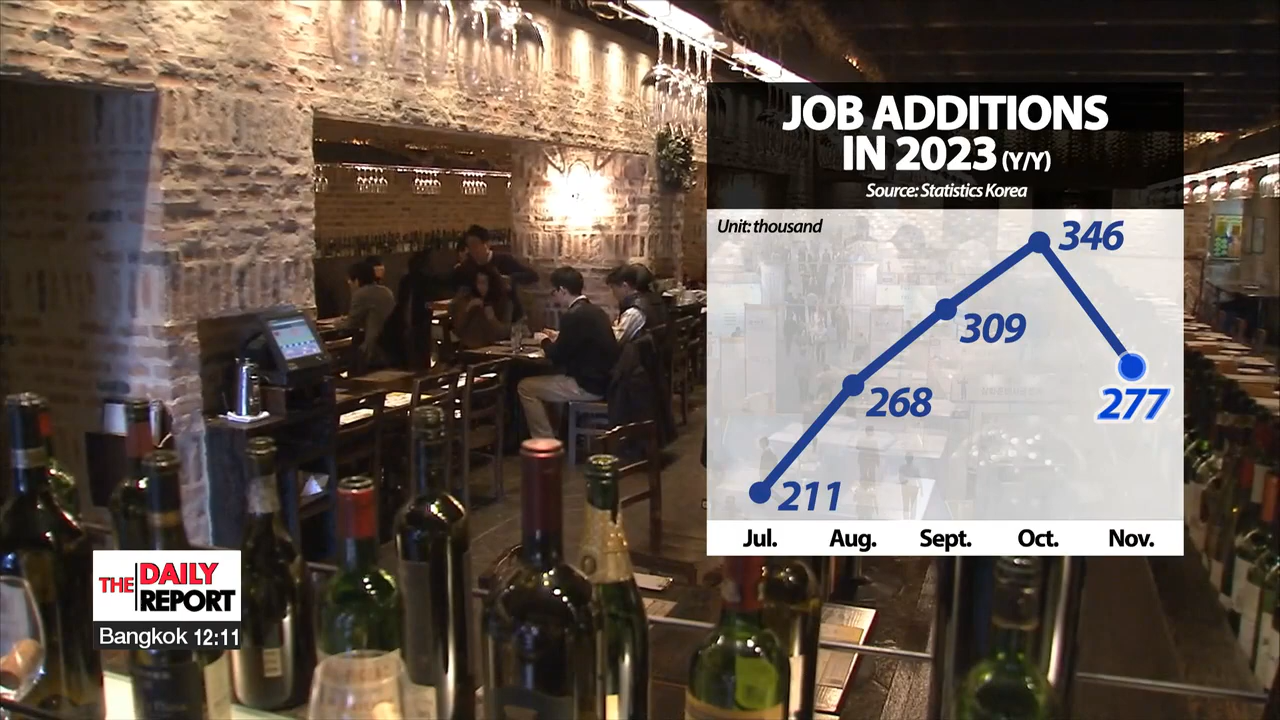 JOB ADDITIONS
IN 2023 (Y/Y)
Source: Statistics Korea
Unit: thousand
346
309
277
268
211
Jul. Aug. Sept. Oct. Nov.
THE DAILY
REPORT
Bangkok 12:11